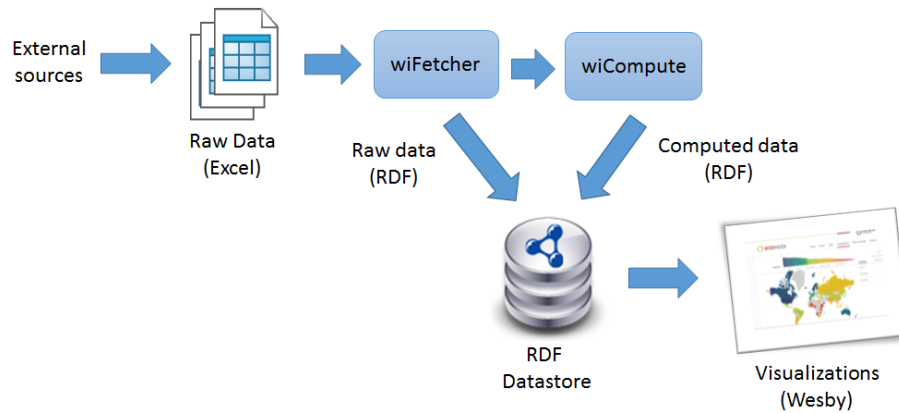 External
sources
Raw Data
(Excel)
wiFetcher
wiCompute
Raw data
(RDF)
Computed data
(RDF)
RDF
Datastore
Visualizations
(Wesby)